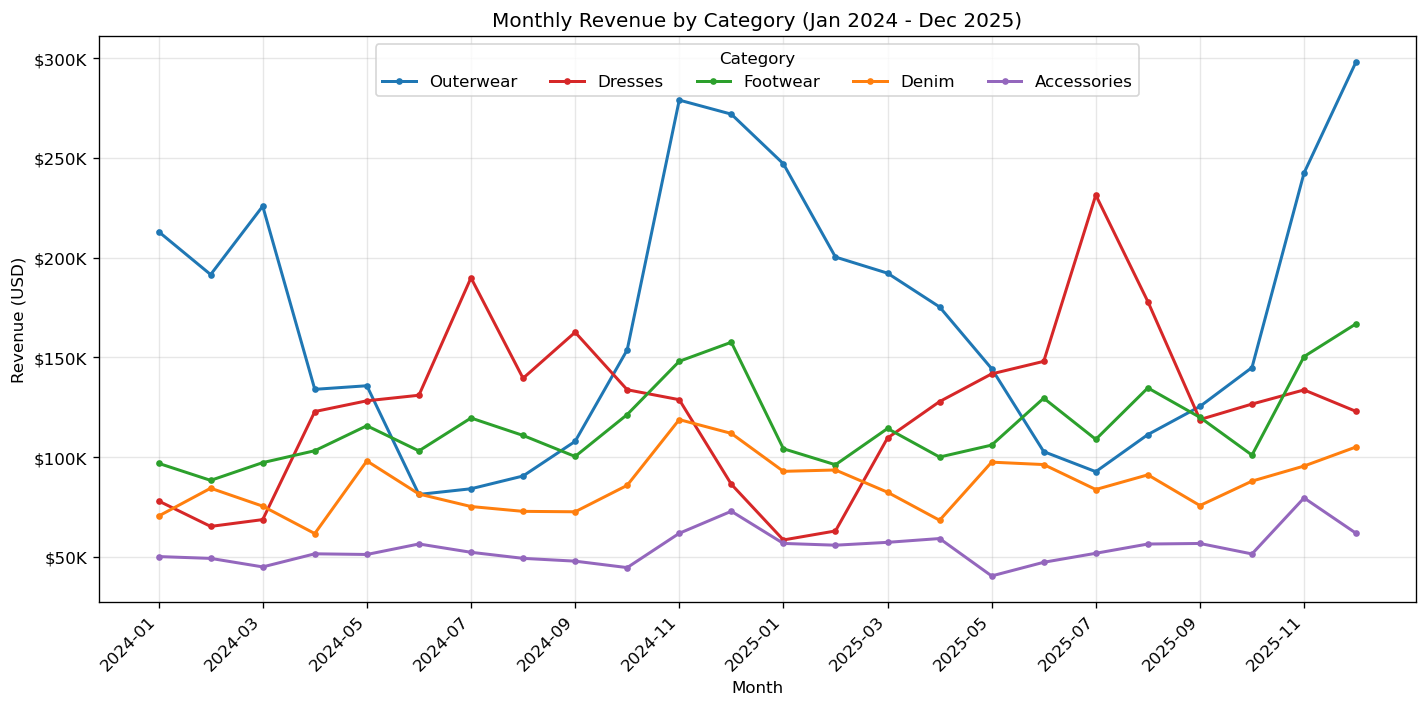 Monthly Revenue by Category (Jan 2024 - Dec 2025)
Category
Outerwear Dresses Footwear Denim Accessories
$300K
$250K
$200K
$150K
$100K
$50K
Revenue (USD)
2024-01 2024-03 2024-05 2024-07 2024-09 2024-11 2025-01 2025-03 2025-05 2025-07 2025-09 2025-11
Month